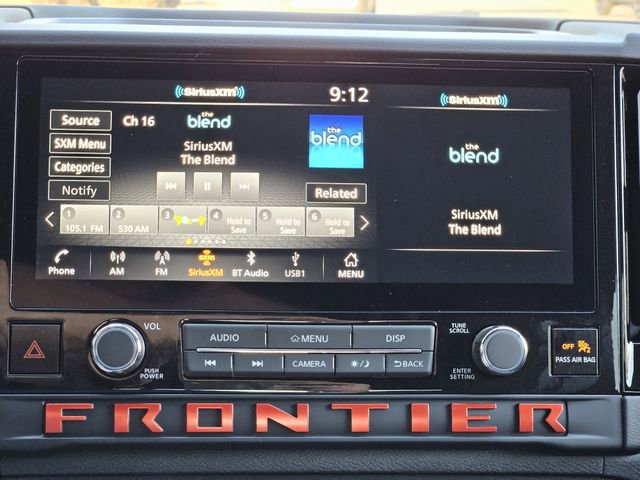 ((SiriusXM))
9:12
((SiriusXM))
Source
Ch 16
the blend
the blend
SXM Menu
SiriusXM
The Blend
Categories
Notify
Related
the blend
SiriusXM
The Blend
1 105.1 FM
2 530 AM
3
4 Hold to Save
5 Hold to Save
6 Hold to Save
Phone
AM
FM
SiriusXM
BT Audio
USB1
MENU
VOL
PUSH POWER
AUDIO
MENU
DISP
CAMERA
BACK
TUNE SCROLL
ENTER SETTING
OFF
PASS AIR BAG
FRONTIER